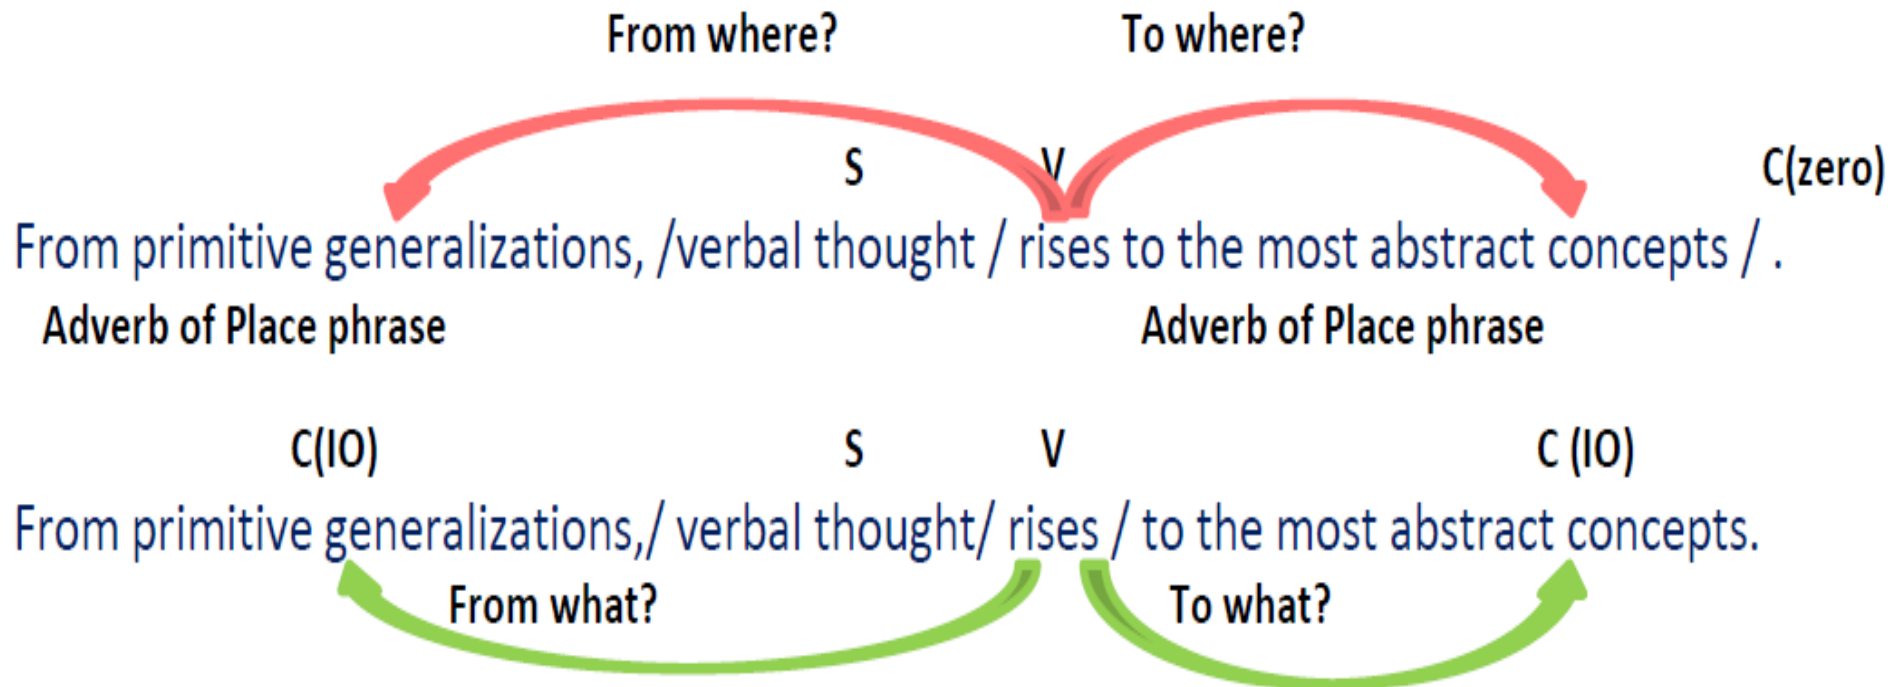 From where? To where?
S V C(zero)
From primitive generalizations, /verbal thought / rises to the most abstract concepts / .
Adverb of Place phrase Adverb of Place phrase
C(IO) S V C (IO)
From primitive generalizations,/ verbal thought/ rises / to the most abstract concepts.
From what? To what?